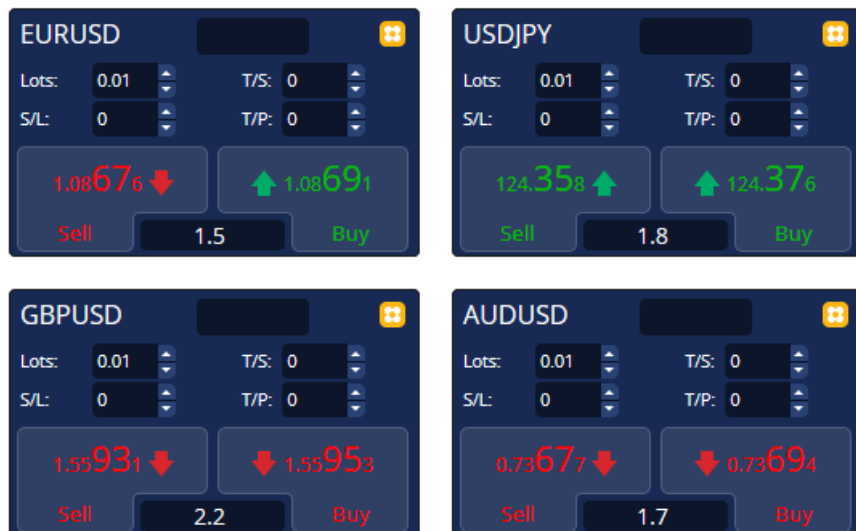 EURUSD
Lots: 0.01 T/S: 0
S/L: 0 T/P: 0
1.08676 1.08691
Sell 1.5 Buy
USDJPY
Lots: 0.01 T/S: 0
S/L: 0 T/P: 0
124.358 124.376
Sell 1.8 Buy
GBPUSD
Lots: 0.01 T/S: 0
S/L: 0 T/P: 0
1.55931 1.55953
Sell 2.2 Buy
AUDUSD
Lots: 0.01 T/S: 0
S/L: 0 T/P: 0
0.73677 0.73694
Sell 1.7 Buy